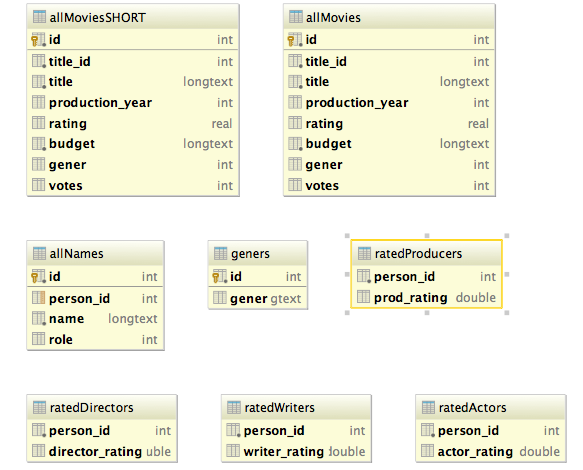 allMoviesSHORT
id int
title_id int
title longtext
production_year int
rating real
budget longtext
gener int
votes int
allMovies
id int
title_id int
title longtext
production_year int
rating real
budget longtext
gener int
votes int
allNames
id int
person_id int
name longtext
role int
geners
id int
gener gtext
ratedProducers
person_id int
prod_rating double
ratedDirectors
person_id int
director_rating uble
ratedWriters
person_id int
writer_rating double
ratedActors
person_id int
actor_rating double